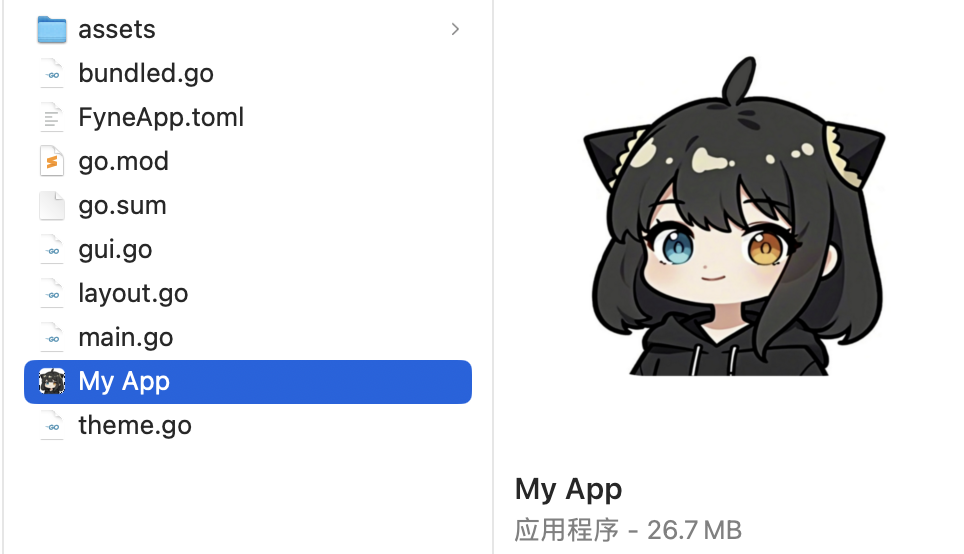 assets
bundled.go
FyneApp.toml
go.mod
go.sum
gui.go
layout.go
main.go
My App
theme.go
My App
应用程序 - 26.7 MB